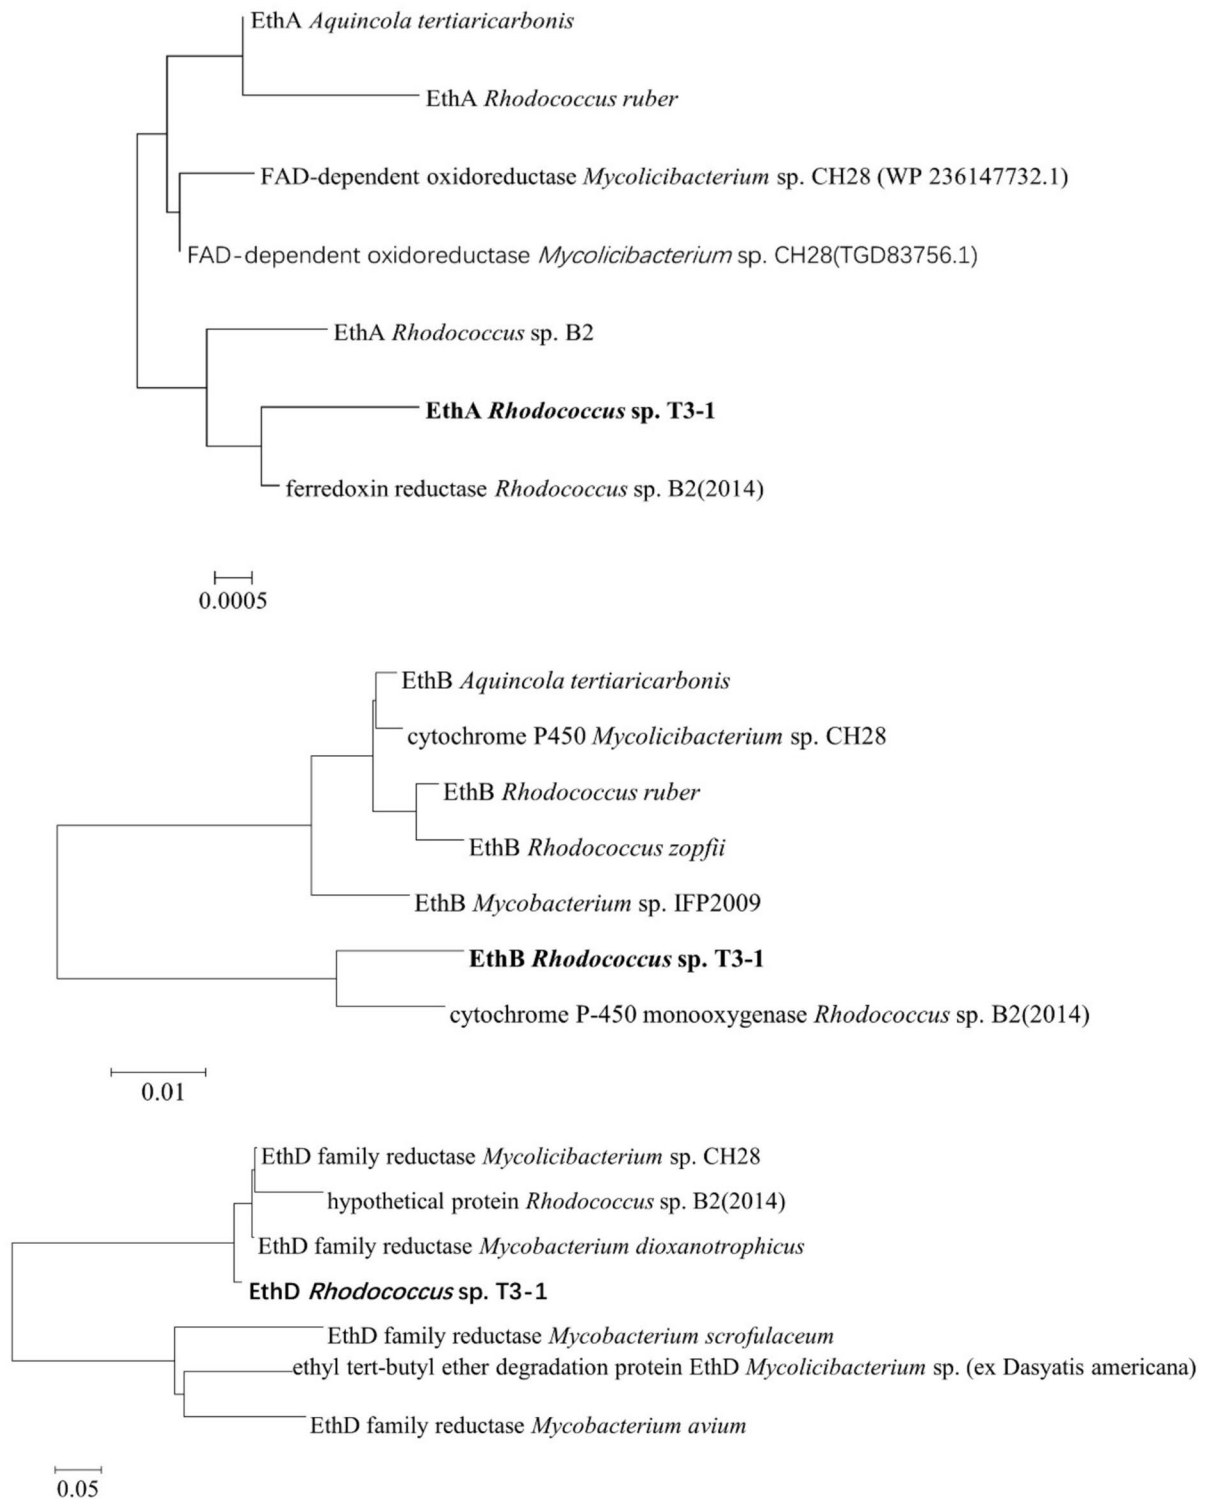 EthA Aquincola tertiaricarbonis
EthA Rhodococcus ruber
FAD-dependent oxidoreductase Mycolicibacterium sp. CH28 (WP 236147732.1)
FAD-dependent oxidoreductase Mycolicibacterium sp. CH28(TGD83756.1)
EthA Rhodococcus sp. B2
EthA Rhodococcus sp. T3-1
ferredoxin reductase Rhodococcus sp. B2(2014)
0.0005
EthB Aquincola tertiaricarbonis
cytochrome P450 Mycolicibacterium sp. CH28
EthB Rhodococcus ruber
EthB Rhodococcus zopfii
EthB Mycobacterium sp. IFP2009
EthB Rhodococcus sp. T3-1
cytochrome P-450 monooxygenase Rhodococcus sp. B2(2014)
0.01
EthD family reductase Mycolicibacterium sp. CH28
hypothetical protein Rhodococcus sp. B2(2014)
EthD family reductase Mycobacterium dioxanotrophicus
EthD Rhodococcus sp. T3-1
EthD family reductase Mycobacterium scrofulaceum
ethyl tert-butyl ether degradation protein EthD Mycolicibacterium sp. (ex Dasyatis americana)
EthD family reductase Mycobacterium avium
0.05